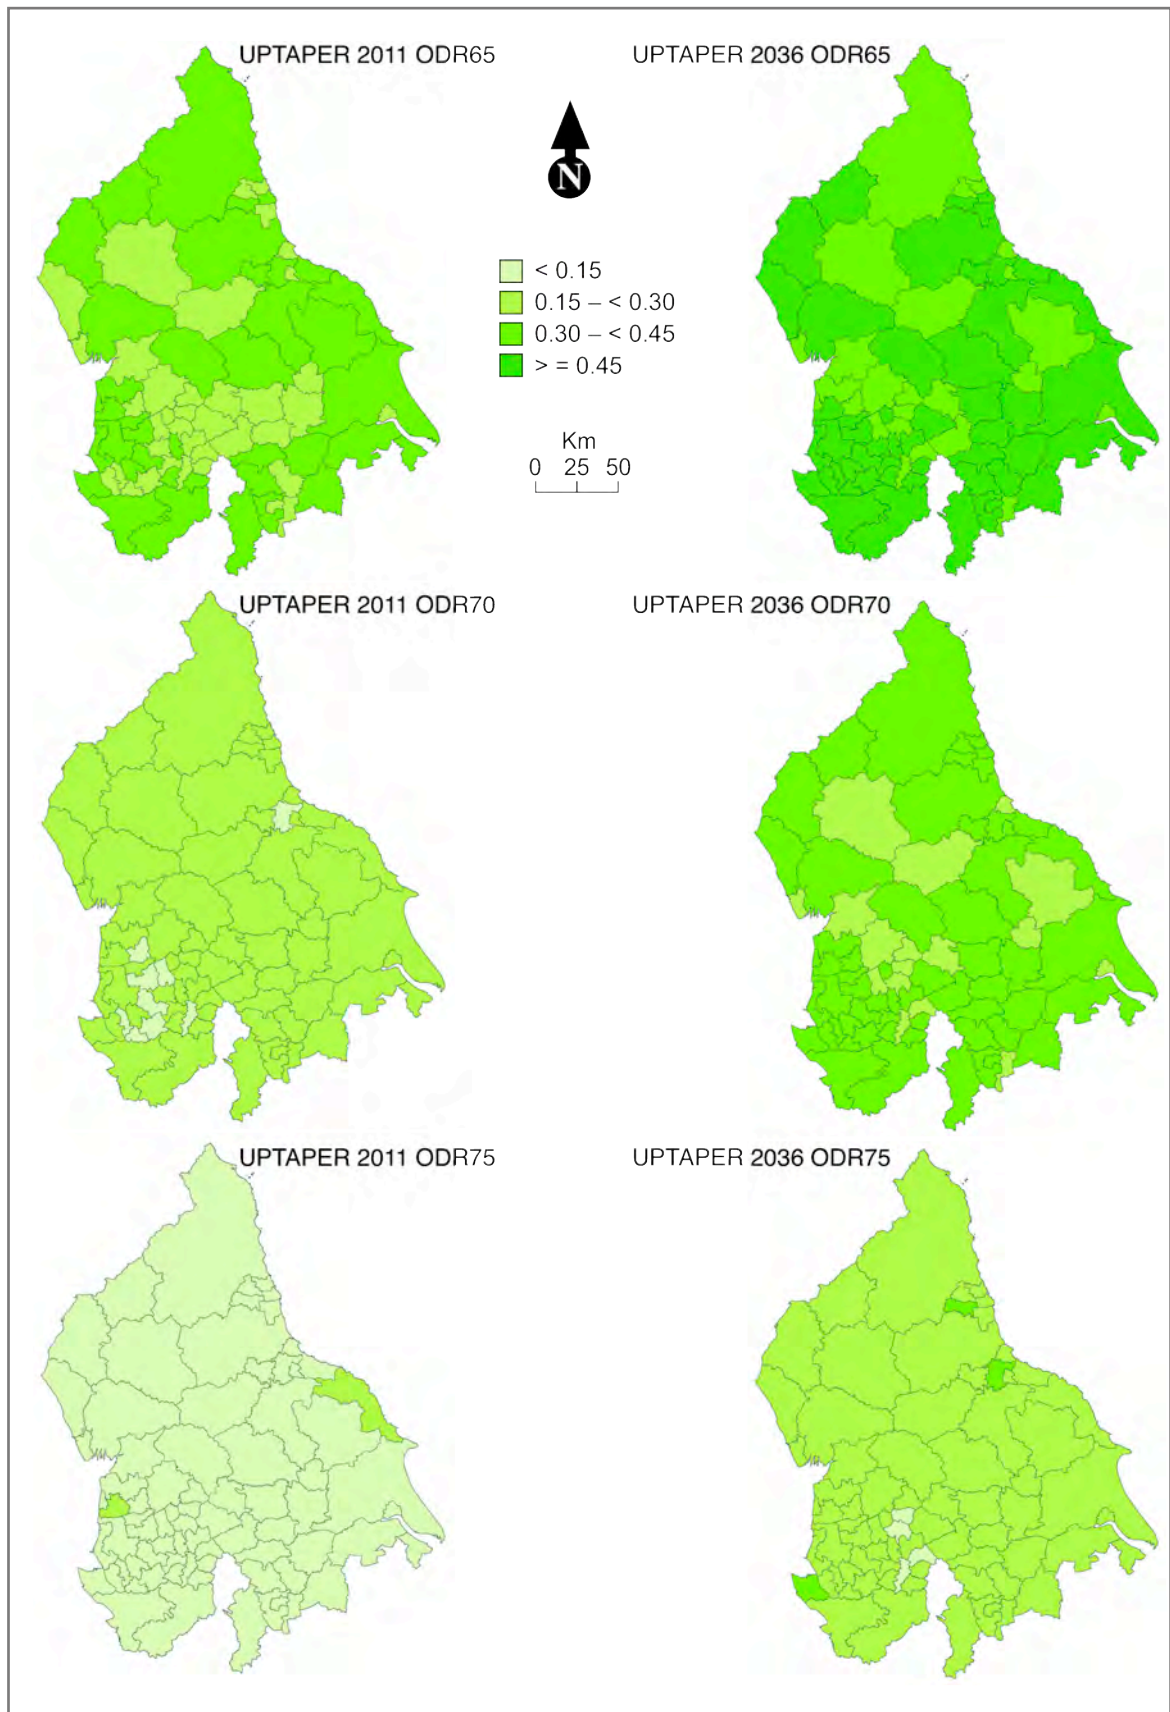 UPTAPER 2011 ODR65
UPTAPER 2036 ODR65
N
< 0.15
0.15 – < 0.30
0.30 – < 0.45
> = 0.45
Km
0 25 50
UPTAPER 2011 ODR70
UPTAPER 2036 ODR70
UPTAPER 2011 ODR75
UPTAPER 2036 ODR75